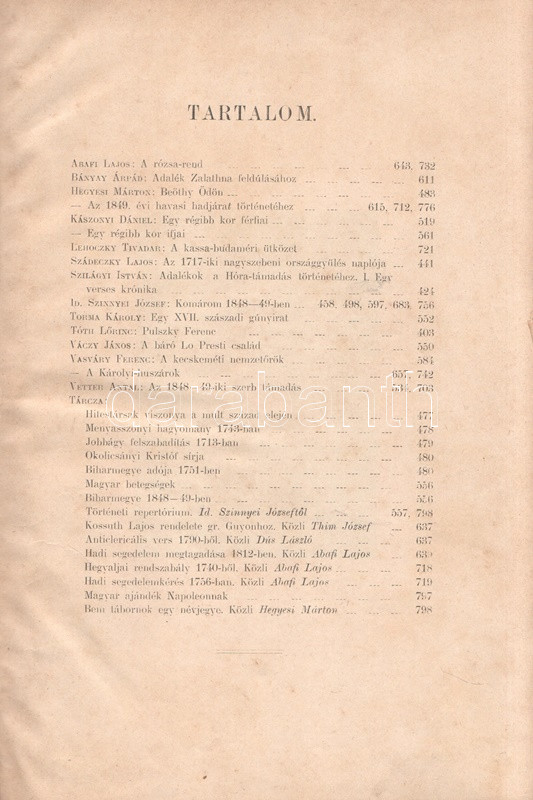 TARTALOM.
ABAFI LAJOS: A rózsa-rend 643, 732
BÁNYAY ÁRPÁD: Adalék Zalathna feldúlásához 611
HEGYESI MÁRTON: Beöthy Ödön 483
— Az 1849. évi havasi hadjárat történetéhez 615, 712, 776
KÁSZONYI DÁNIEL: Egy régibb kor férfiai 519
— Egy régibb kor ifjai 561
LEHOCZKY TIVADAR: A kassa-budaméri ütközet 721
SZÁDECZKY LAJOS: Az 1717-iki nagyszebeni országgyűlés naplója 441
SZILÁGYI ISTVÁN: Adalékok a Hóra-támadás történetéhez. I. Egy
verses krónika 424
ID. SZINNYEI JÓZSEF: Komárom 1848—49-ben 458, 498, 597, 683, 756
TORMA KÁROLY: Egy XVII. századi gúnyirat 552
TÓTH LŐRINC: Pulszky Ferenc 403
VÁCZY JÁNOS: A báró Lo Presti család 550
VASVÁRY FERENC: A kecskeméti nemzetőrök 584
— A Károlyi-huszárok 657, 742
VETTER ANTAL: Az 1848—49-iki szerb támadás 703
TÁRCZA
Hitestársak viszonya a mult század elején 477
Menyasszonyi hagyomány 1743-ban 478
Jobbágy felszabadítás 1713-ban 479
Okolicsányi Kristóf sírja 480
Biharmegye adója 1751-ben 480
Magyar betegségek 556
Biharmegye 1848—49-ben 556
Történeti repertórium. Id. Szinnyei Józseftől 557, 798
Kossuth Lajos rendelete gr. Guyonhoz. Közli Thim József 637
Anticlericális vers 1790-ből. Közli Dús László 637
Hadi segedelem megtagadása 1812-ben. Közli Abafi Lajos 639
Hegyaljai rendszabály 1740-ből. Közli Abafi Lajos 718
Hadi segedelemkérés 1756-ban. Közli Abafi Lajos 719
Magyar ajándék Napoleonnak 797
Bem tábornok egy névjegye. Közli Hegyesi Márton 798
darabanth